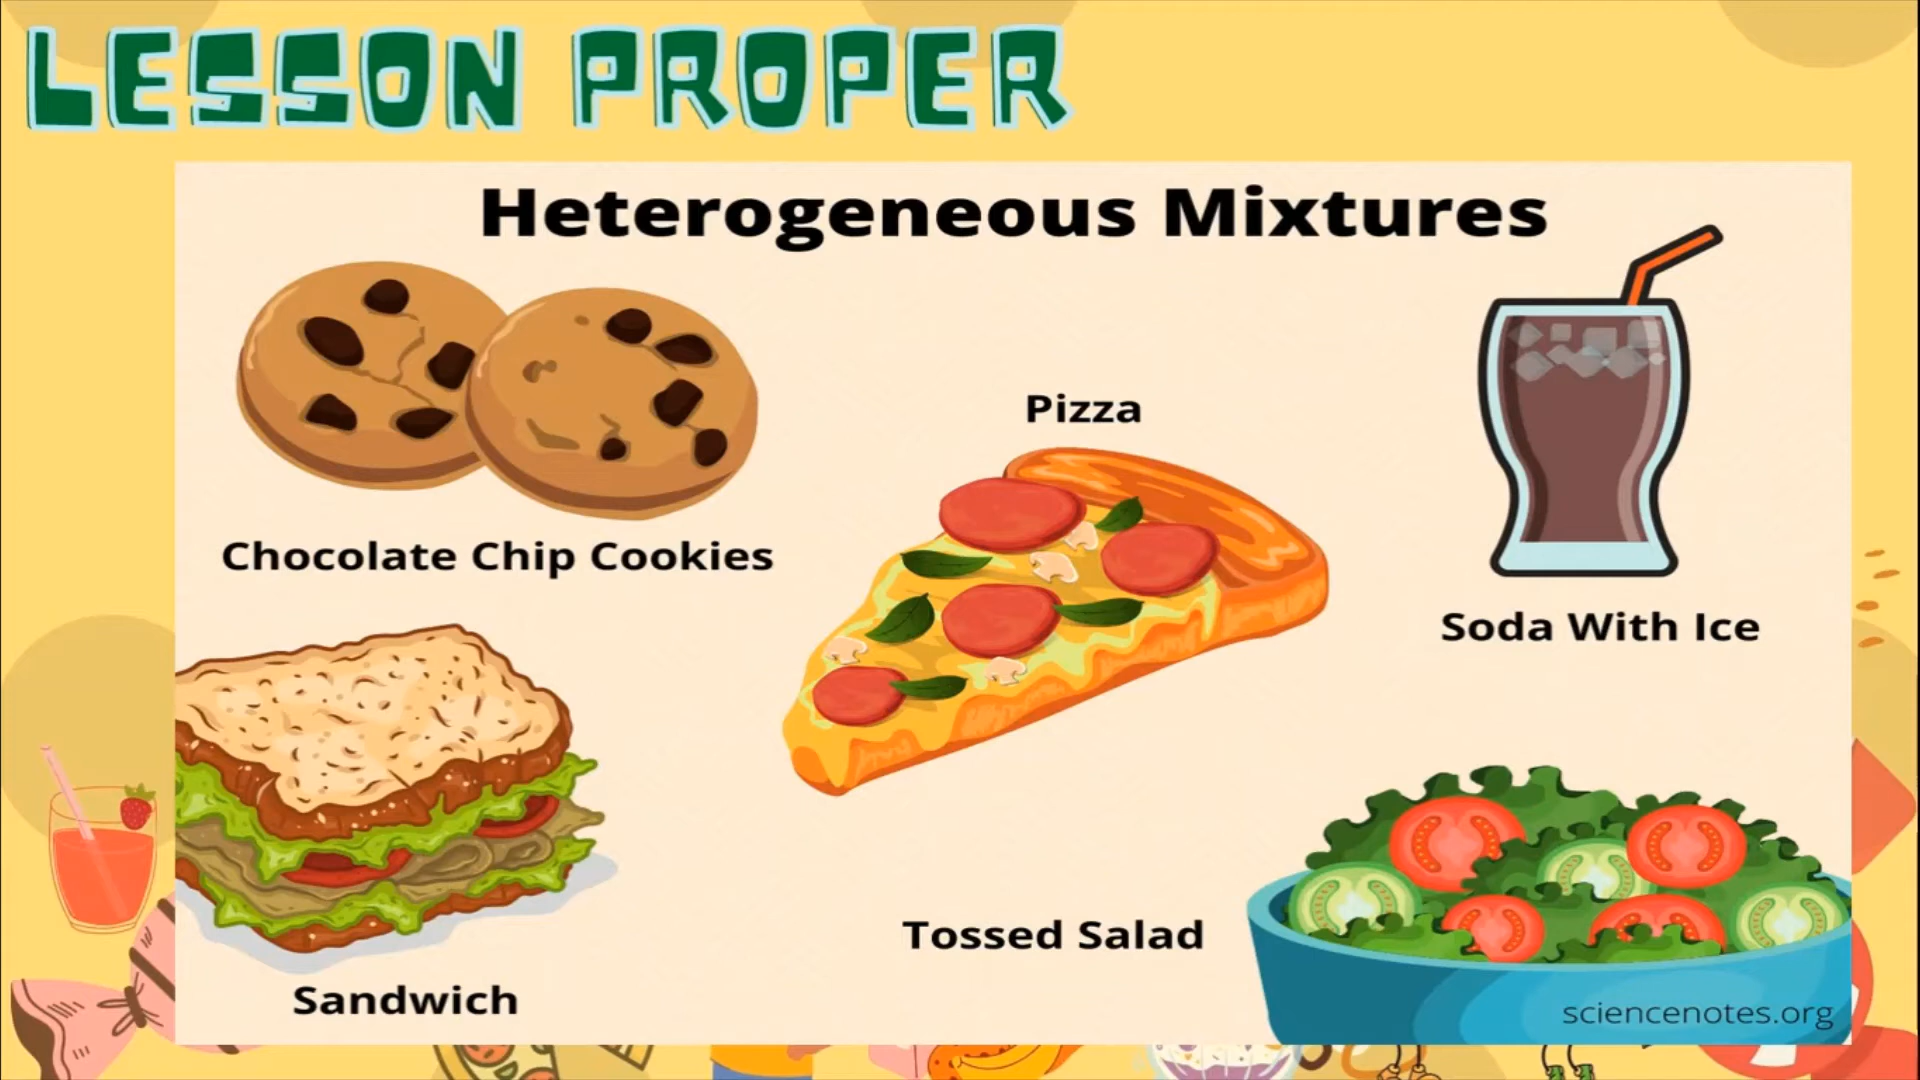 LESSON PROPER
Heterogeneous Mixtures
Pizza
Chocolate Chip Cookies
Soda With Ice
Tossed Salad
Sandwich
sciencenotes.org